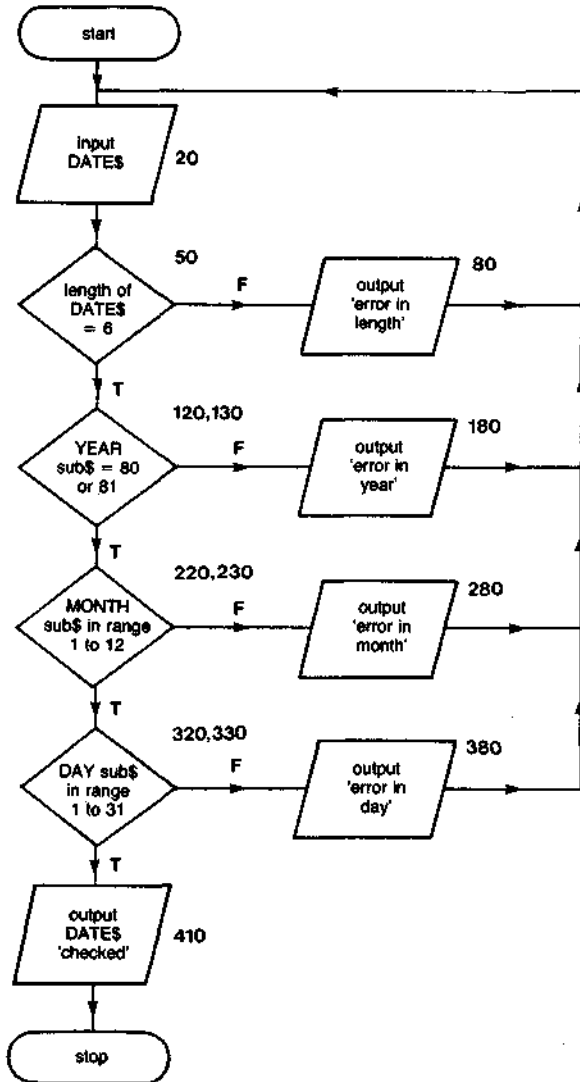 start
input
DATE$
20
50
length of
DATE$
= 6
F
output
'error in
length'
80
T
120,130
YEAR
sub$ = 80
or 81
F
output
'error in
year'
180
T
220,230
MONTH
sub$ in range
1 to 12
F
output
'error in
month'
280
T
320,330
DAY sub$
in range
1 to 31
F
output
'error in
day'
380
T
output
DATE$
'checked'
410
stop